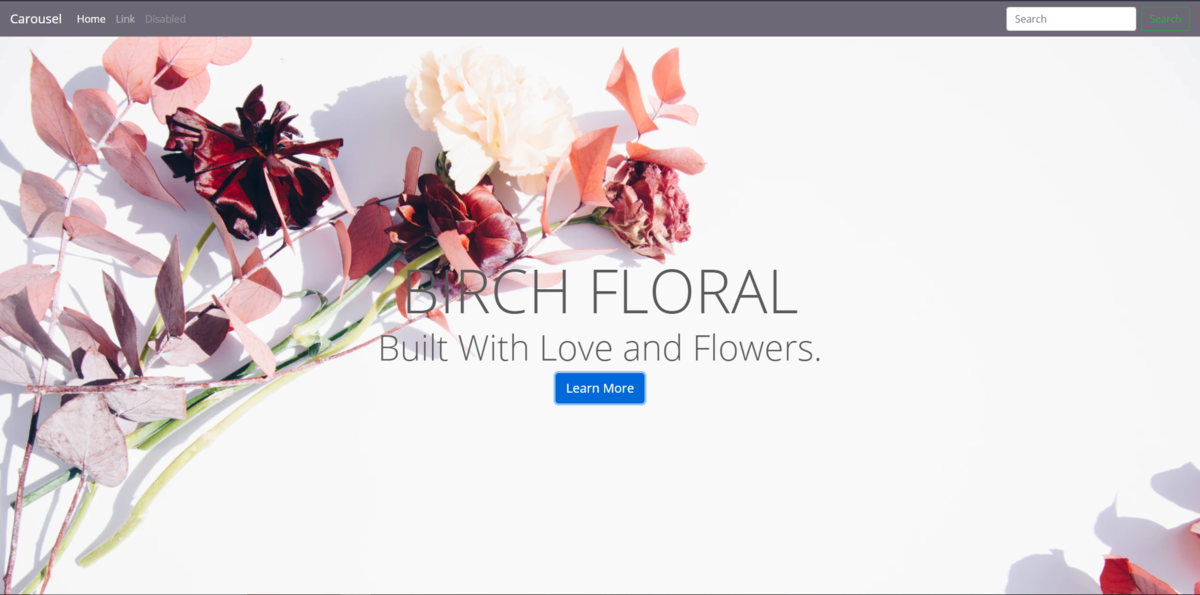 Carousel Home Link Disabled Search Search
BIRCH FLORAL
Built With Love and Flowers.
Learn More